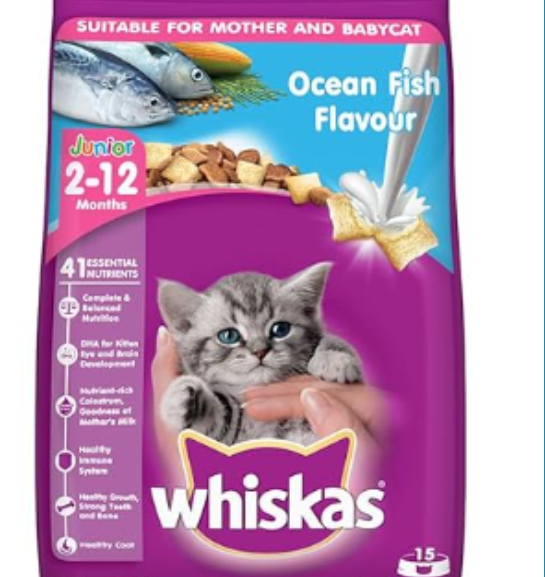 SUITABLE FOR MOTHER AND BABYCAT
Ocean Fish
Flavour
Junior
2-12
Months
41 ESSENTIAL
NUTRIENTS
Complete &
Balanced
Nutrition
DHA for Kitten
Eye and Brain
Development
Nutrient-rich
Colostrum,
Goodness of
Mother's Milk
Healthy
Immune
System
Healthy Growth,
Strong Teeth
and Bone
Healthy Coat
whiskas®
15